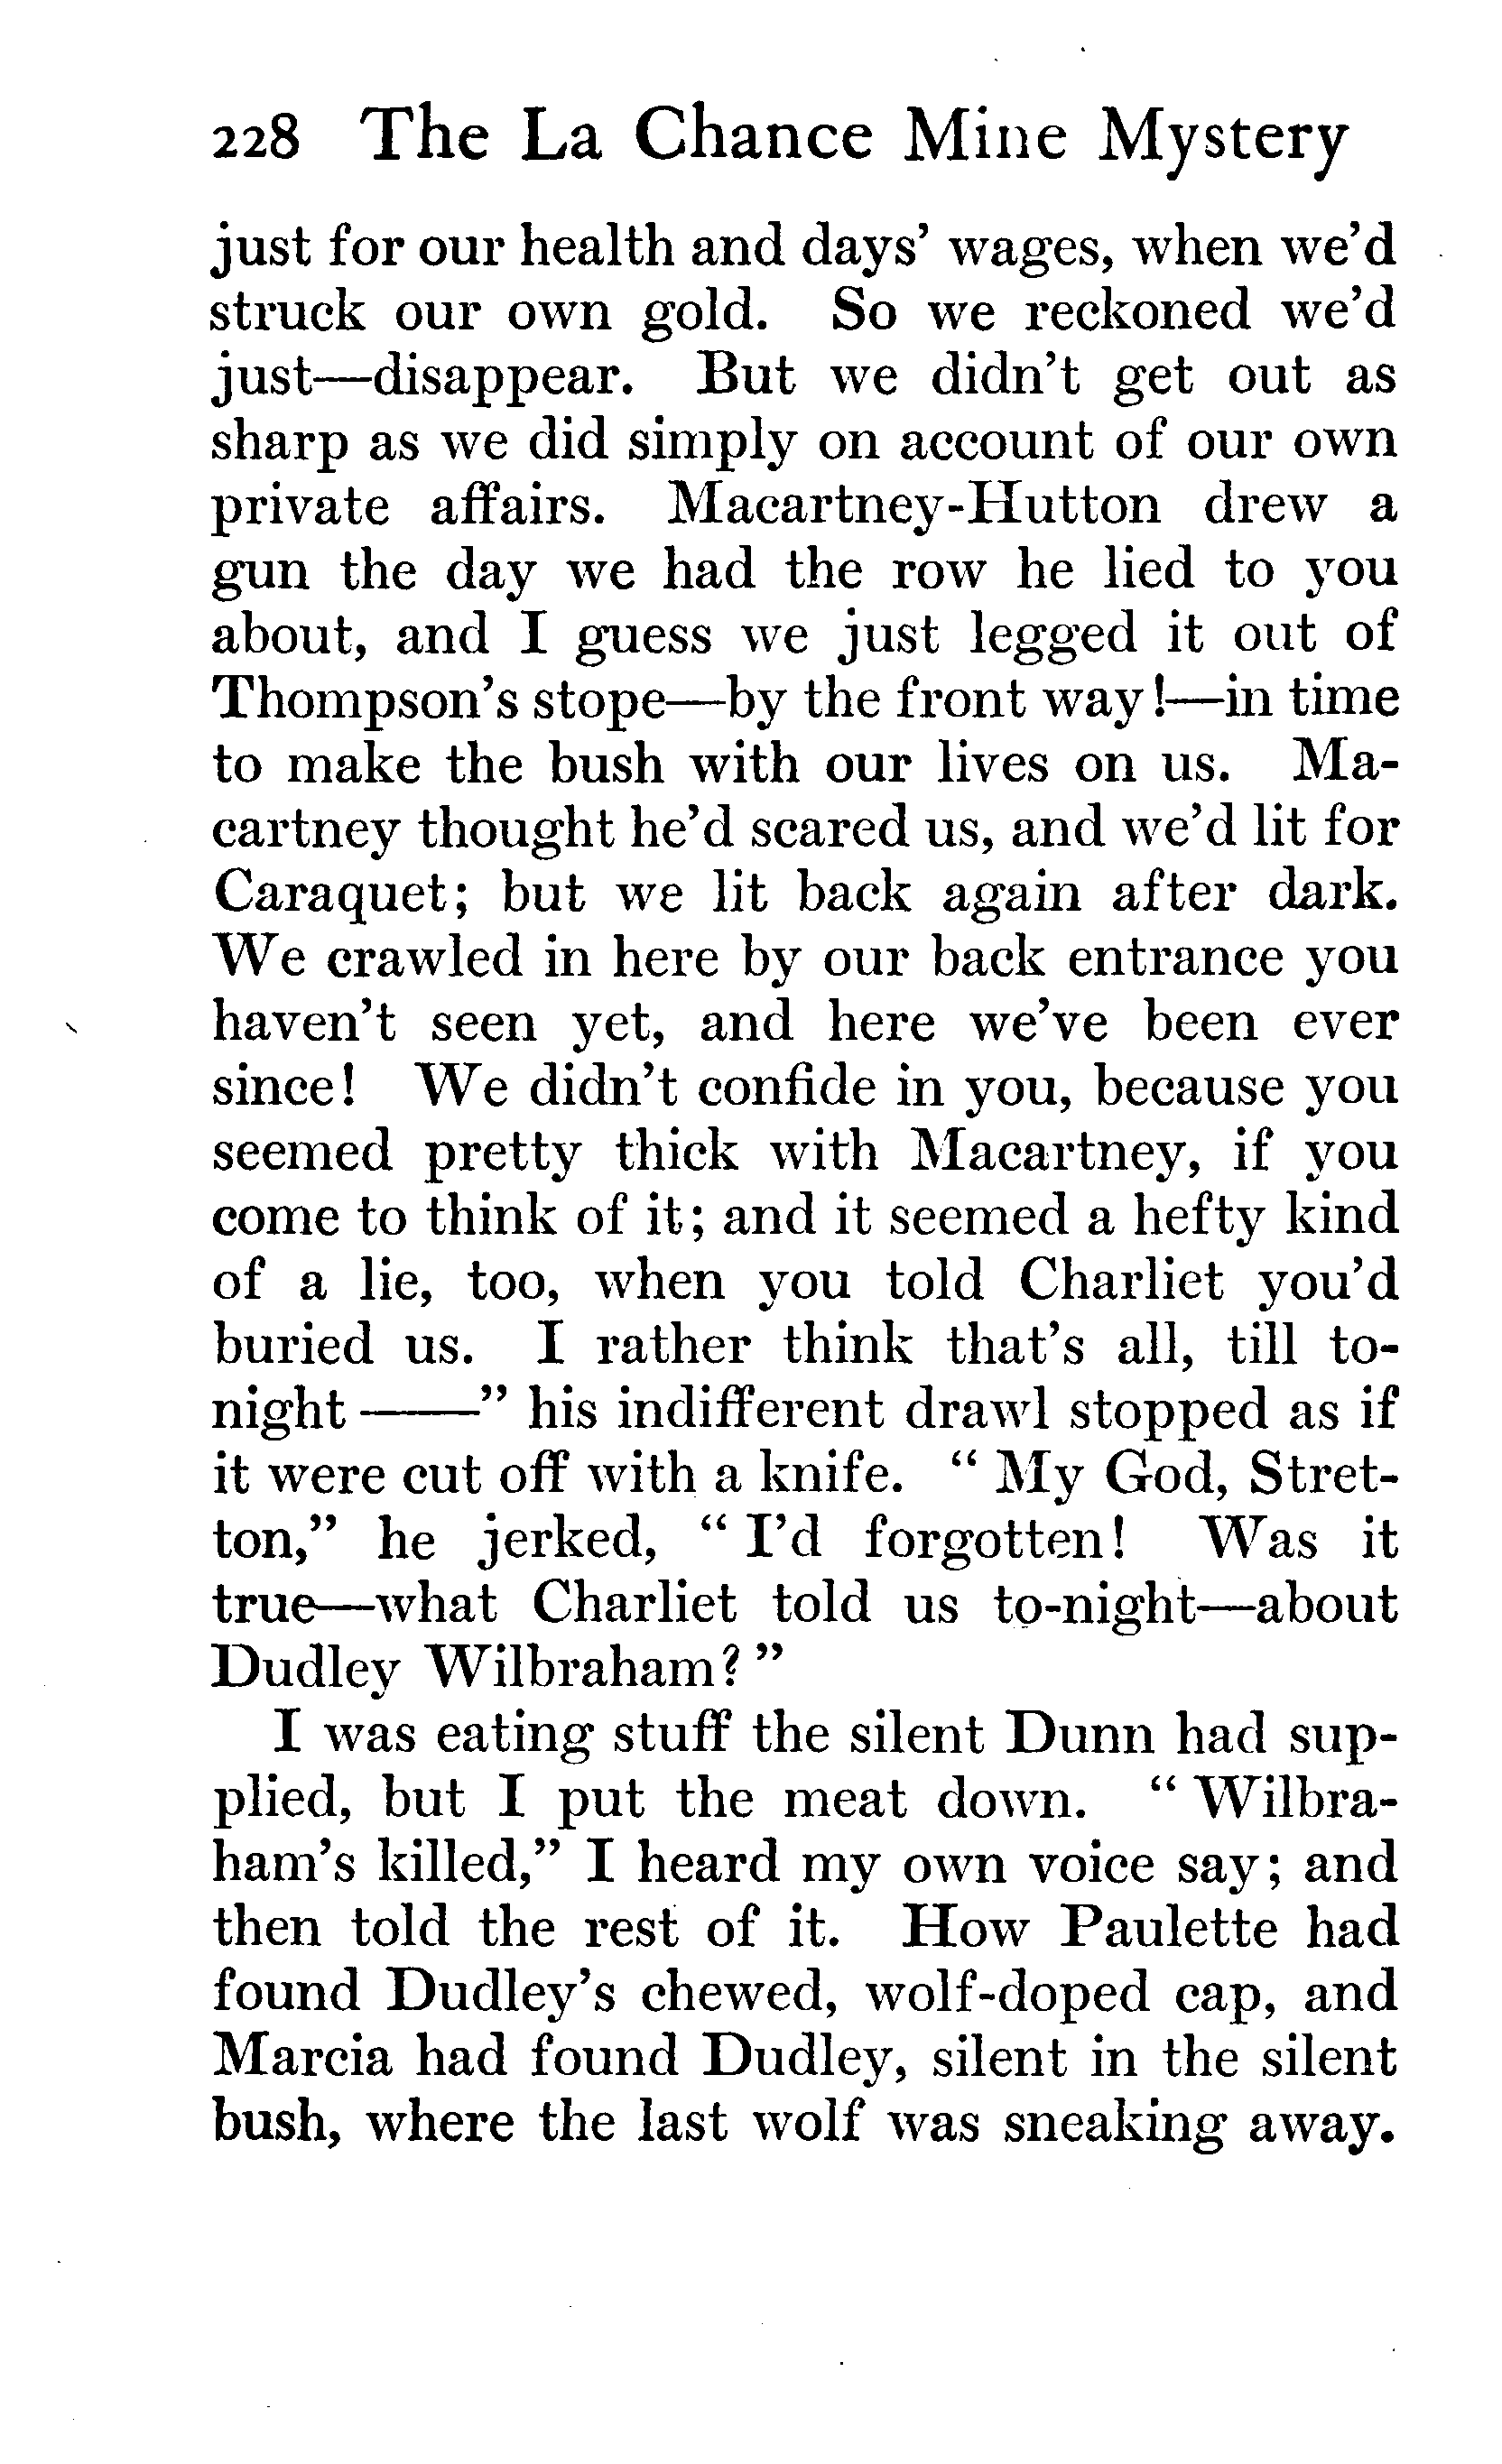 228 The La Chance Mine Mystery
just for our health and days' wages, when we'd
struck our own gold. So we reckoned we'd
just—disappear. But we didn't get out as
sharp as we did simply on account of our own
private affairs. Macartney-Hutton drew a
gun the day we had the row he lied to you
about, and I guess we just legged it out of
Thompson's stope—by the front way!—in time
to make the bush with our lives on us. Ma-
cartney thought he'd scared us, and we'd lit for
Caraquet; but we lit back again after dark.
We crawled in here by our back entrance you
haven't seen yet, and here we've been ever
since! We didn't confide in you, because you
seemed pretty thick with Macartney, if you
come to think of it; and it seemed a hefty kind
of a lie, too, when you told Charliet you'd
buried us. I rather think that's all, till to-
night ——" his indifferent drawl stopped as if
it were cut off with a knife. "My God, Stret-
ton," he jerked, "I'd forgotten! Was it
true—what Charliet told us to-night—about
Dudley Wilbraham?"
I was eating stuff the silent Dunn had sup-
plied, but I put the meat down. "Wilbra-
ham's killed," I heard my own voice say; and
then told the rest of it. How Paulette had
found Dudley's chewed, wolf-doped cap, and
Marcia had found Dudley, silent in the silent
bush, where the last wolf was sneaking away.